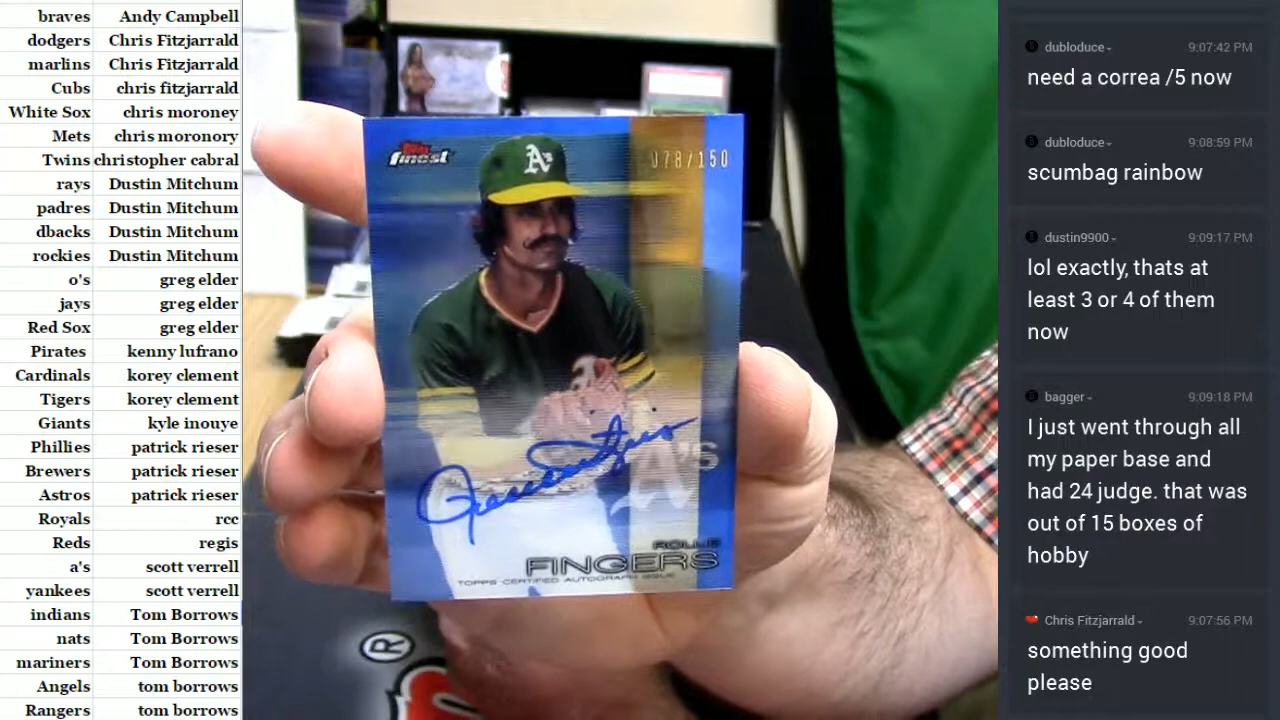 braves Andy Campbell
dodgers Chris Fitzjarrald
marlins Chris Fitzjarrald
Cubs chris fitzjarrald
White Sox chris moroney
Mets chris moronory
Twins christopher cabral
rays Dustin Mitchum
padres Dustin Mitchum
dbacks Dustin Mitchum
rockies Dustin Mitchum
o's greg elder
jays greg elder
Red Sox greg elder
Pirates kenny lufrano
Cardinals korey clement
Tigers korey clement
Giants kyle inouye
Phillies patrick rieser
Brewers patrick rieser
Astros patrick rieser
Royals rcc
Reds regis
a's scott verrell
yankees scott verrell
indians Tom Borrows
nats Tom Borrows
mariners Tom Borrows
Angels tom borrows
Rangers tom borrows
Topps
finest
078/150
A's
A's
ROLLIE
FINGERS
TOPPS CERTIFIED AUTOGRAPH ISSUE
®
dubloduce 9:07:42 PM
need a correa /5 now
dubloduce 9:08:59 PM
scumbag rainbow
dustin9900 9:09:17 PM
lol exactly, thats at
least 3 or 4 of them
now
bagger 9:09:18 PM
I just went through all
my paper base and
had 24 judge. that was
out of 15 boxes of
hobby
Chris Fitzjarrald 9:07:56 PM
something good
please